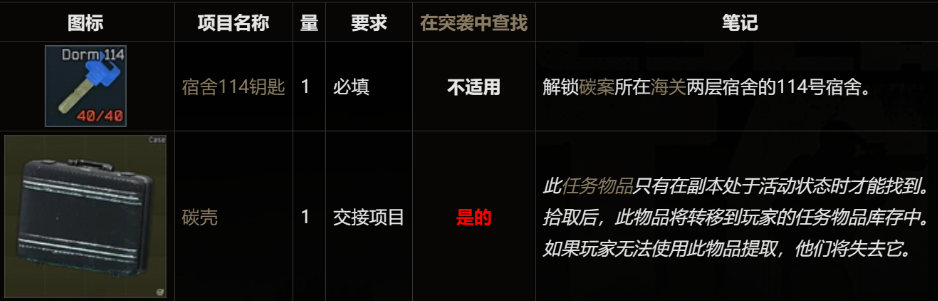 图标 项目名称 量 要求 在突袭中查找 笔记
Dorm 114
40/40
宿舍114钥匙 1 必填 不适用 解锁碳案所在海关两层宿舍的114号宿舍。
Case
碳壳 1 交接项目 是的
此任务物品只有在副本处于活动状态时才能找到。
拾取后，此物品将转移到玩家的任务物品库存中。
如果玩家无法使用此物品提取，他们将失去它。